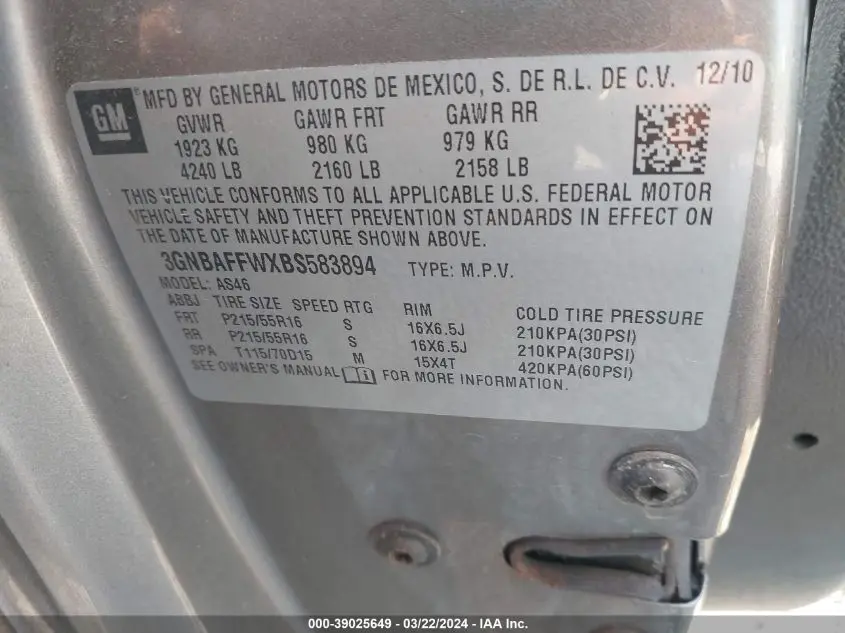 GM
® MFD BY GENERAL MOTORS DE MEXICO, S. DE R.L. DE C.V. 12/10
GVWR GAWR FRT GAWR RR
1923 KG 980 KG 979 KG
4240 LB 2160 LB 2158 LB
THIS VEHICLE CONFORMS TO ALL APPLICABLE U.S. FEDERAL MOTOR
VEHICLE SAFETY AND THEFT PREVENTION STANDARDS IN EFFECT ON
THE DATE OF MANUFACTURE SHOWN ABOVE.
3GNBAFFWXBS583894 TYPE: M.P.V.
MODEL: AS46
ABBJ TIRE SIZE SPEED RTG RIM COLD TIRE PRESSURE
FRT P215/55R16 S 16X6.5J 210KPA(30PSI)
RR P215/55R16 S 16X6.5J 210KPA(30PSI)
SPA T115/70D15 M 15X4T 420KPA(60PSI)
SEE OWNER'S MANUAL FOR MORE INFORMATION.
000-39025649 - 03/22/2024 - IAA Inc.